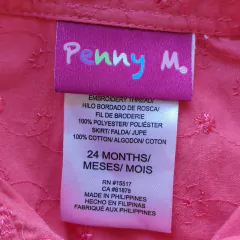 Penny M.
EMBROIDERY THREAD/
HILO BORDADO DE ROSCA/
FIL DE BRODERIE
100% POLYESTER/ POLIÉSTER
SKIRT/ FALDA/ JUPE
100% COTTON/ ALGODON/ COTON
24 MONTHS/
MESES/ MOIS
RN #15517
CA #61878
MADE IN PHILIPPINES
HECHO EN FILIPINAS
FABRIQUÉ AUX PHILIPPINES